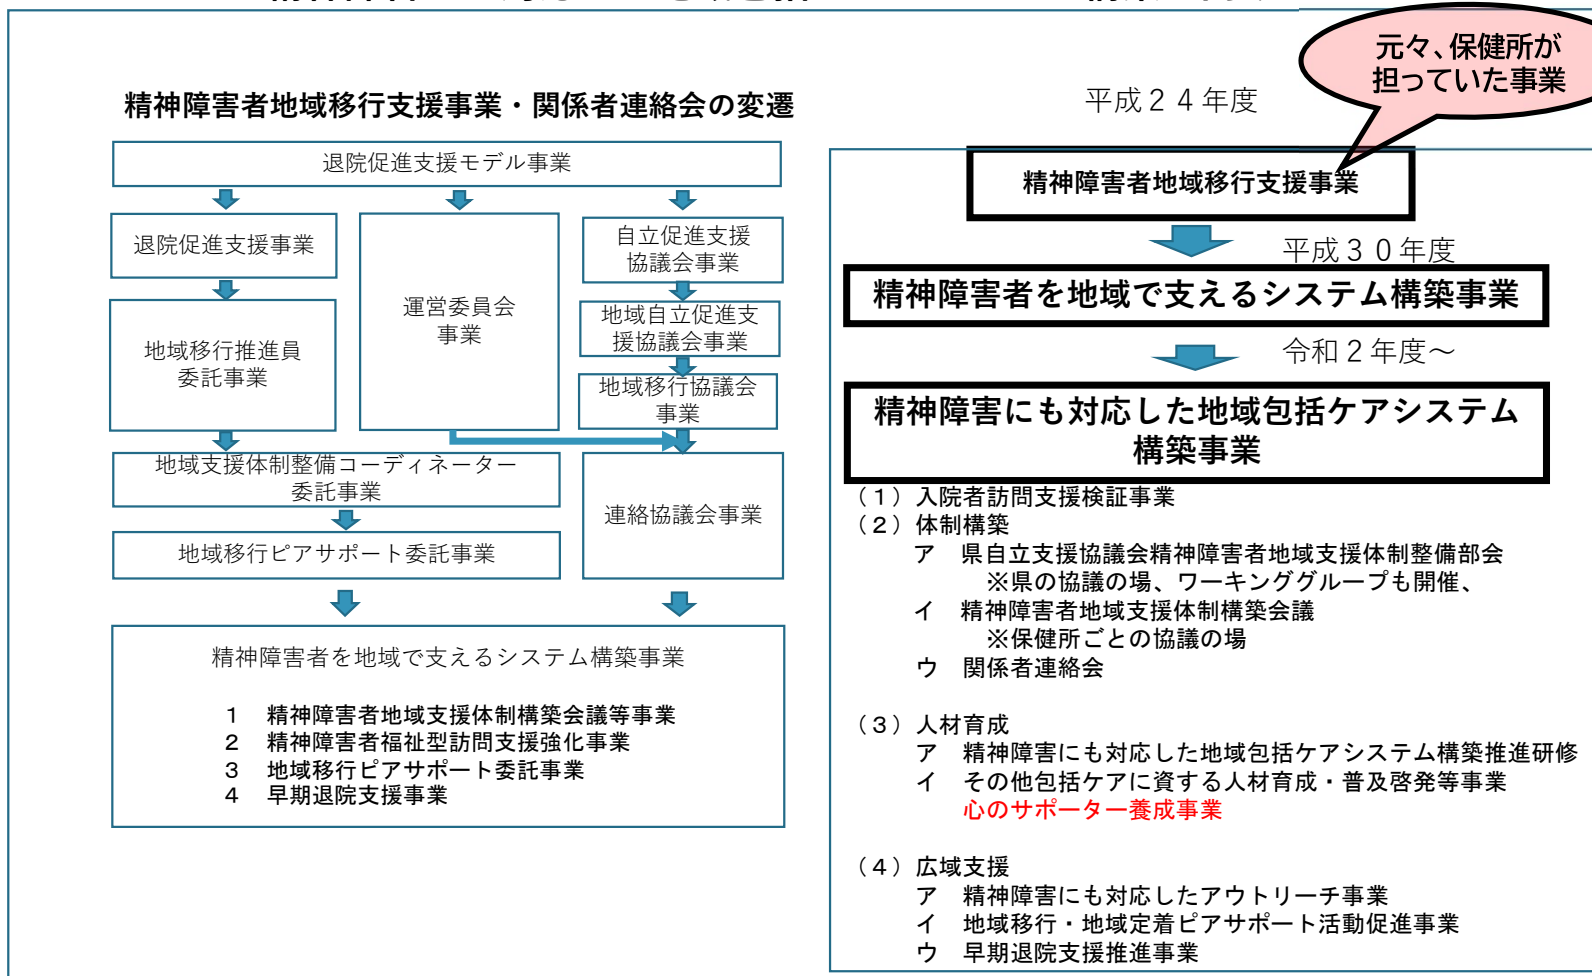 精神障害者地域移行支援事業・関係者連絡会の変遷
退院促進支援モデル事業
退院促進支援事業
地域移行推進員
委託事業
運営委員会
事業
自立促進支援
協議会事業
地域自立促進支
援協議会事業
地域移行協議会
事業
地域支援体制整備コーディネーター
委託事業
地域移行ピアサポート委託事業
連絡協議会事業
精神障害者を地域で支えるシステム構築事業
1 精神障害者地域支援体制構築会議等事業
2 精神障害者福祉型訪問支援強化事業
3 地域移行ピアサポート委託事業
4 早期退院支援事業
元々、保健所が
担っていた事業
平成24年度
精神障害者地域移行支援事業
平成30年度
精神障害者を地域で支えるシステム構築事業
令和2年度～
精神障害にも対応した地域包括ケアシステム
構築事業
(1)入院者訪問支援検証事業
(2)体制構築
ア 県自立支援協議会精神障害者地域支援体制整備部会
※県の協議の場、ワーキンググループも開催、
イ 精神障害者地域支援体制構築会議
※保健所ごとの協議の場
ウ 関係者連絡会
(3)人材育成
ア 精神障害にも対応した地域包括ケアシステム構築推進研修
イ その他包括ケアに資する人材育成・普及啓発等事業
心のサポーター養成事業
(4)広域支援
ア 精神障害にも対応したアウトリーチ事業
イ 地域移行・地域定着ピアサポート活動促進事業
ウ 早期退院支援推進事業